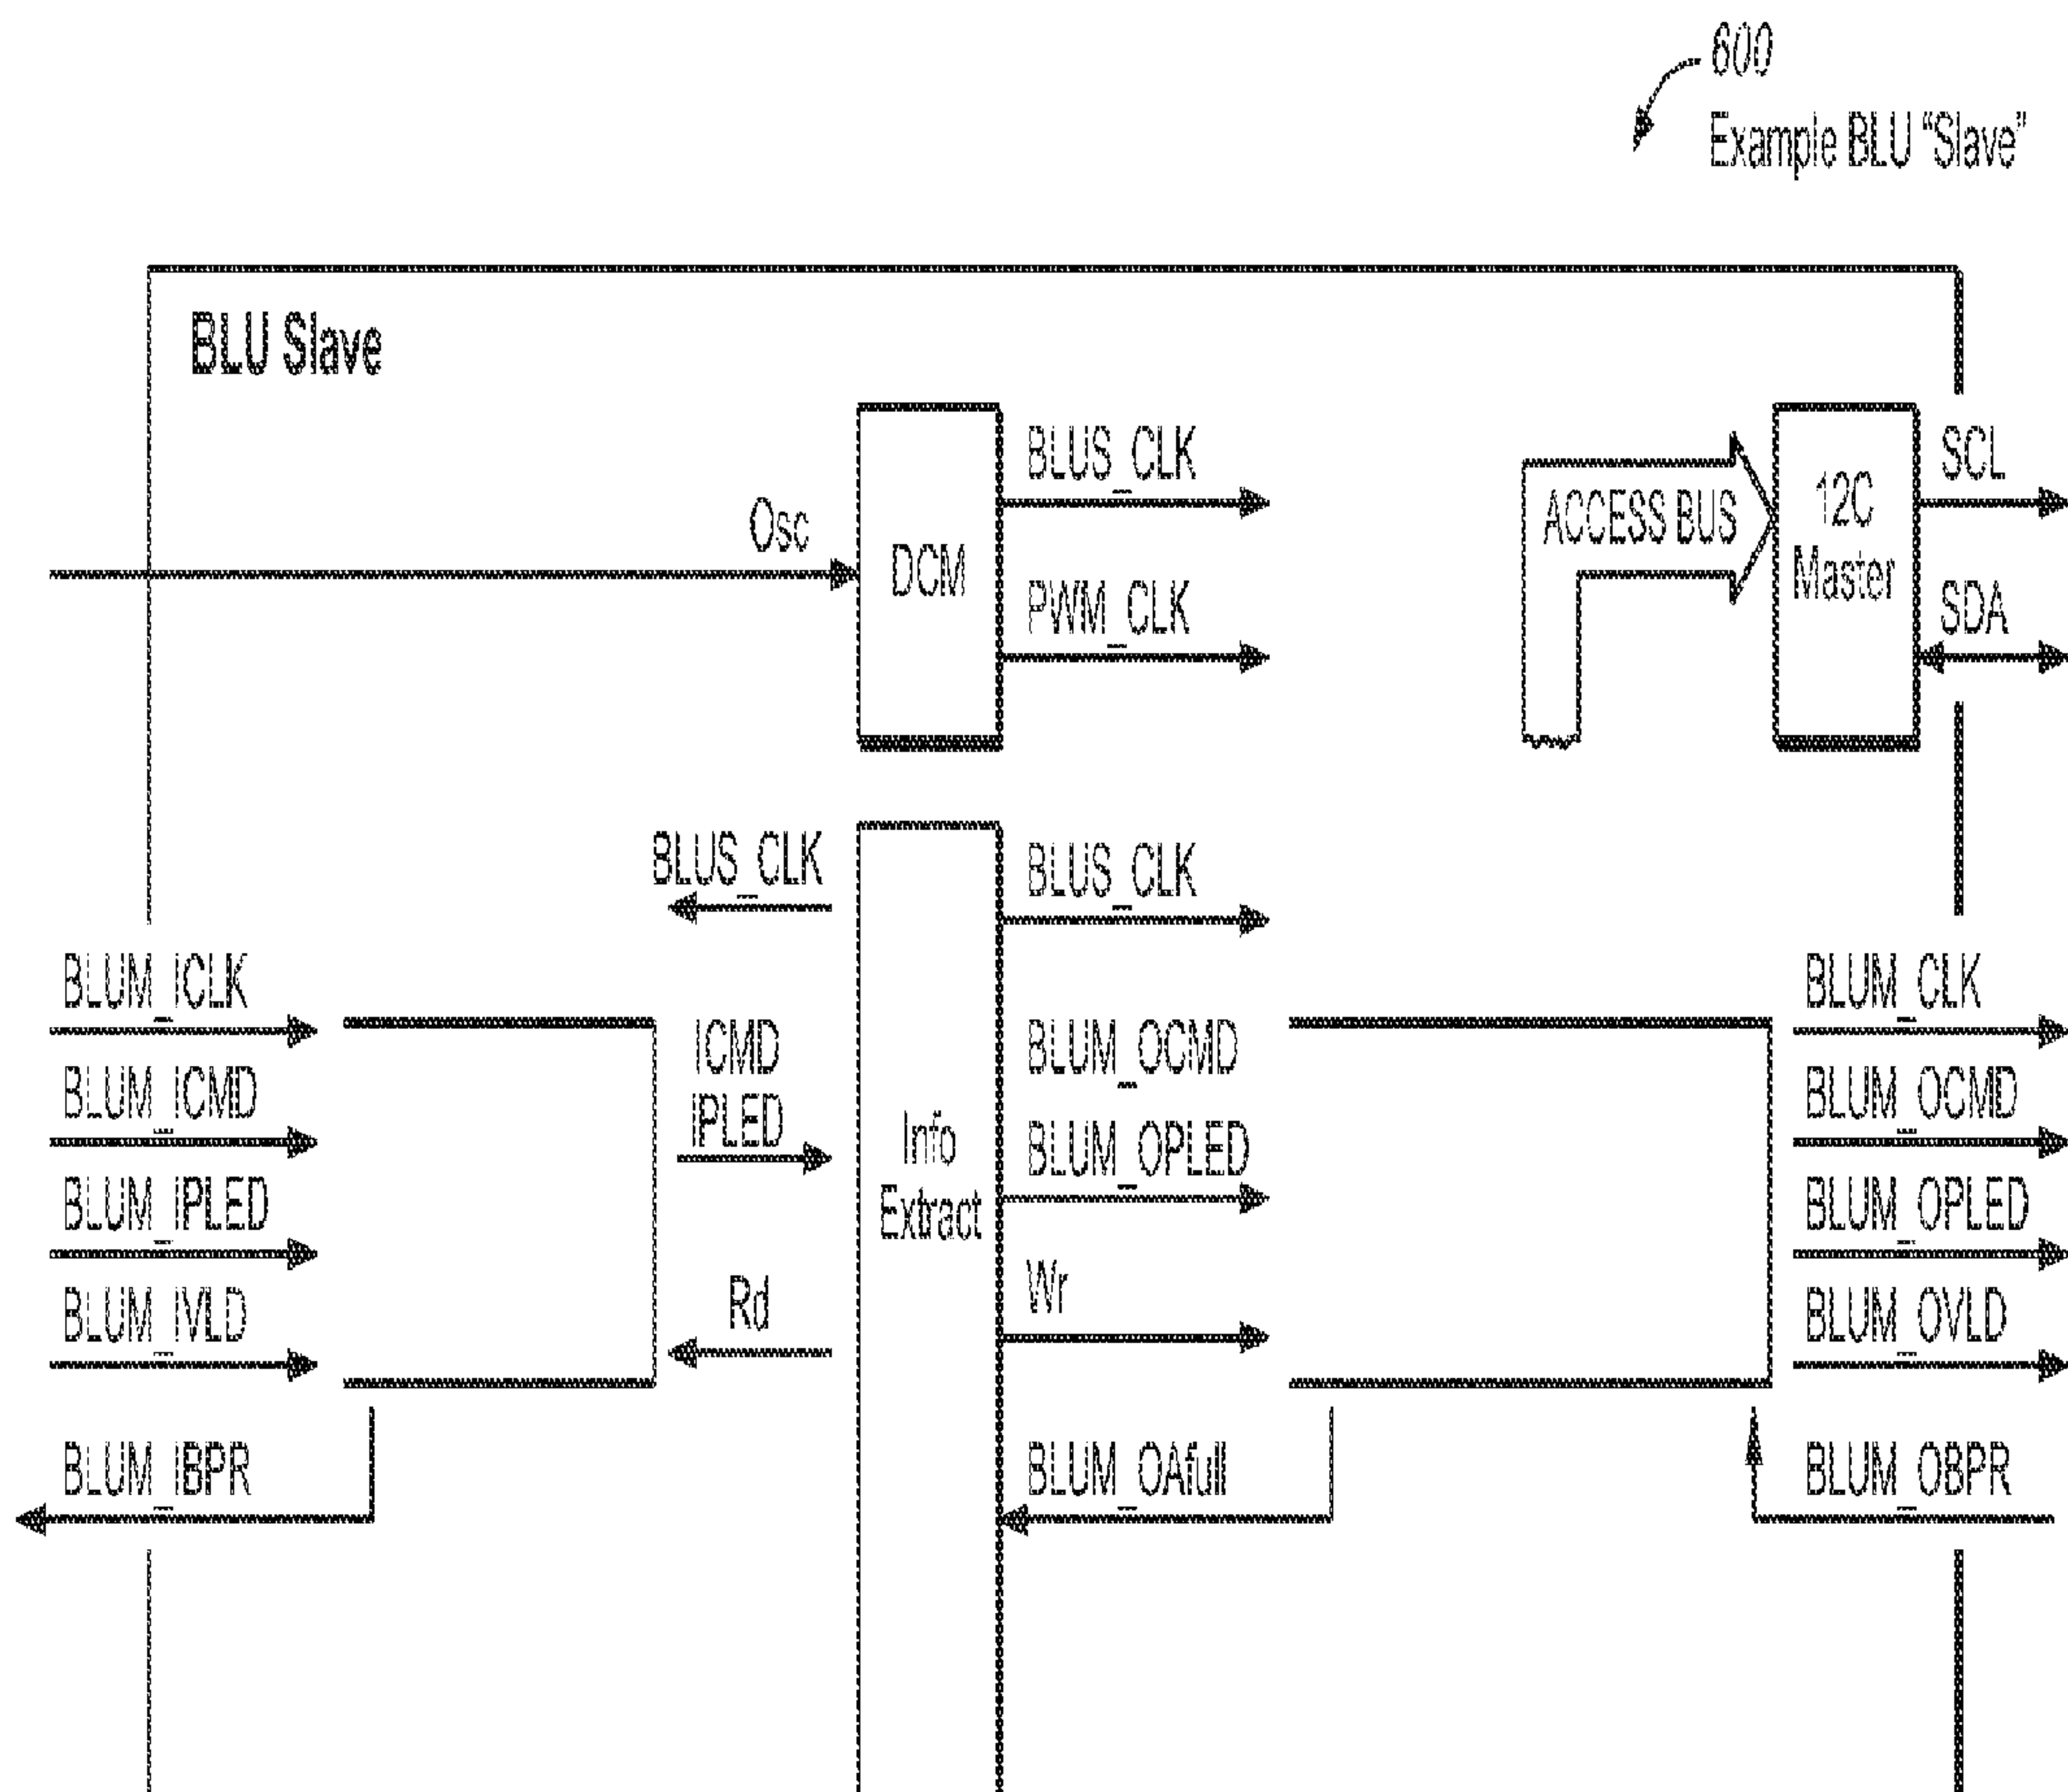 600
Example BLU "Slave"
BLU Slave
Osc
DCM
BLUS_CLK
PWM_CLK
ACCESS BUS
12C
Master
SCL
SDA
BLUS_CLK
BLUS_CLK
BLUM_ICLK
BLUM_ICMD
BLUM_IPLED
BLUM_IVLD
BLUM_IBPR
ICMD
IPLED
Rd
Info
Extract
BLUM_OCMD
BLUM_OPLED
Wr
BLUM_OAfull
BLUM_CLK
BLUM_OCMD
BLUM_OPLED
BLUM_OVLD
BLUM_OBPR